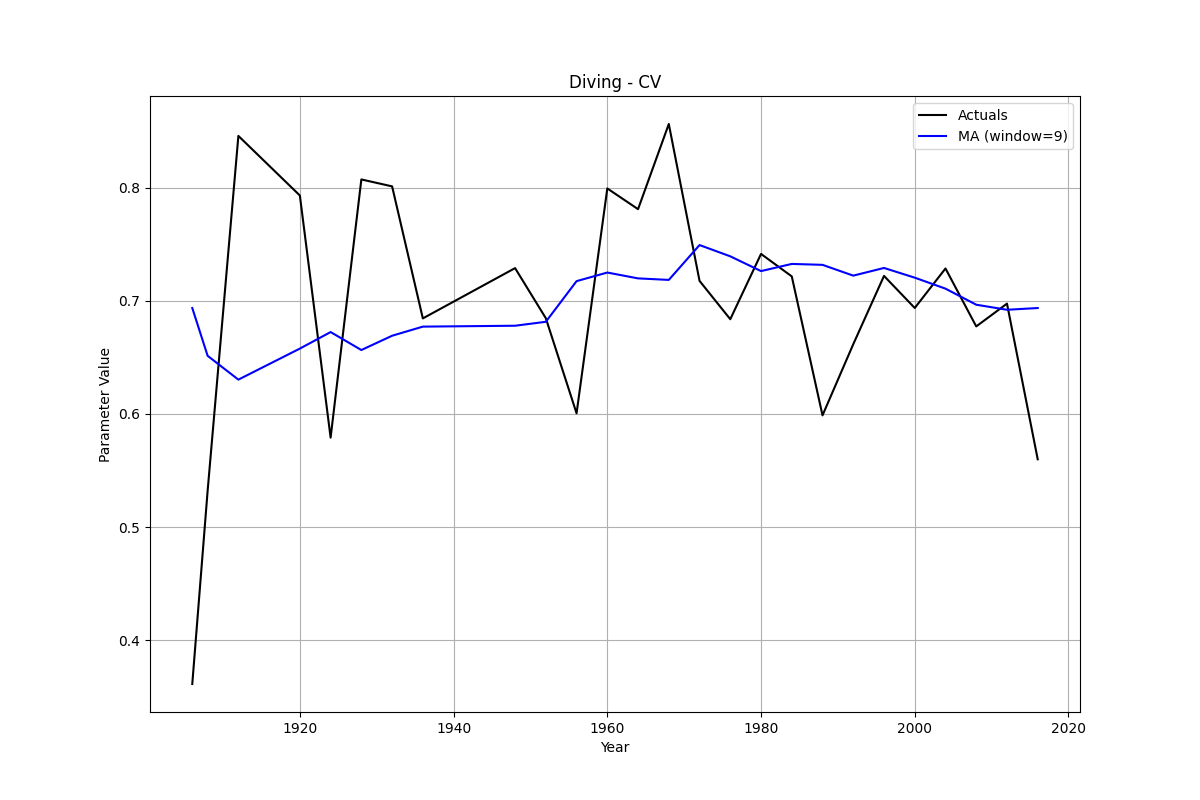 Diving - CV
Actuals
MA (window=9)
Parameter Value
0.8
0.7
0.6
0.5
0.4
1920 1940 1960 1980 2000 2020
Year